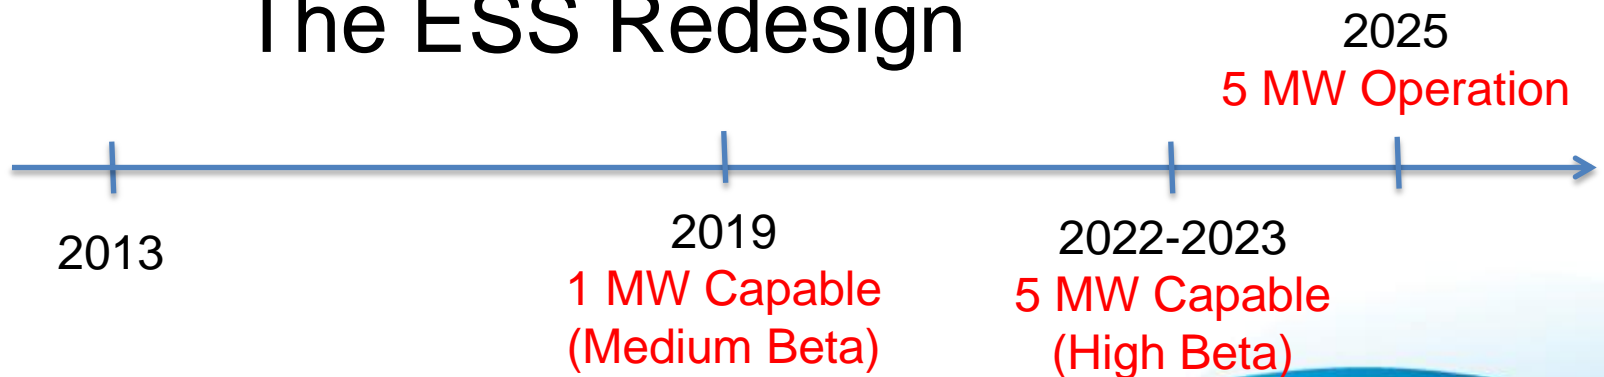 The ESS Redesign
2025
5 MW Operation
2013
2019
1 MW Capable
(Medium Beta)
2022-2023
5 MW Capable
(High Beta)